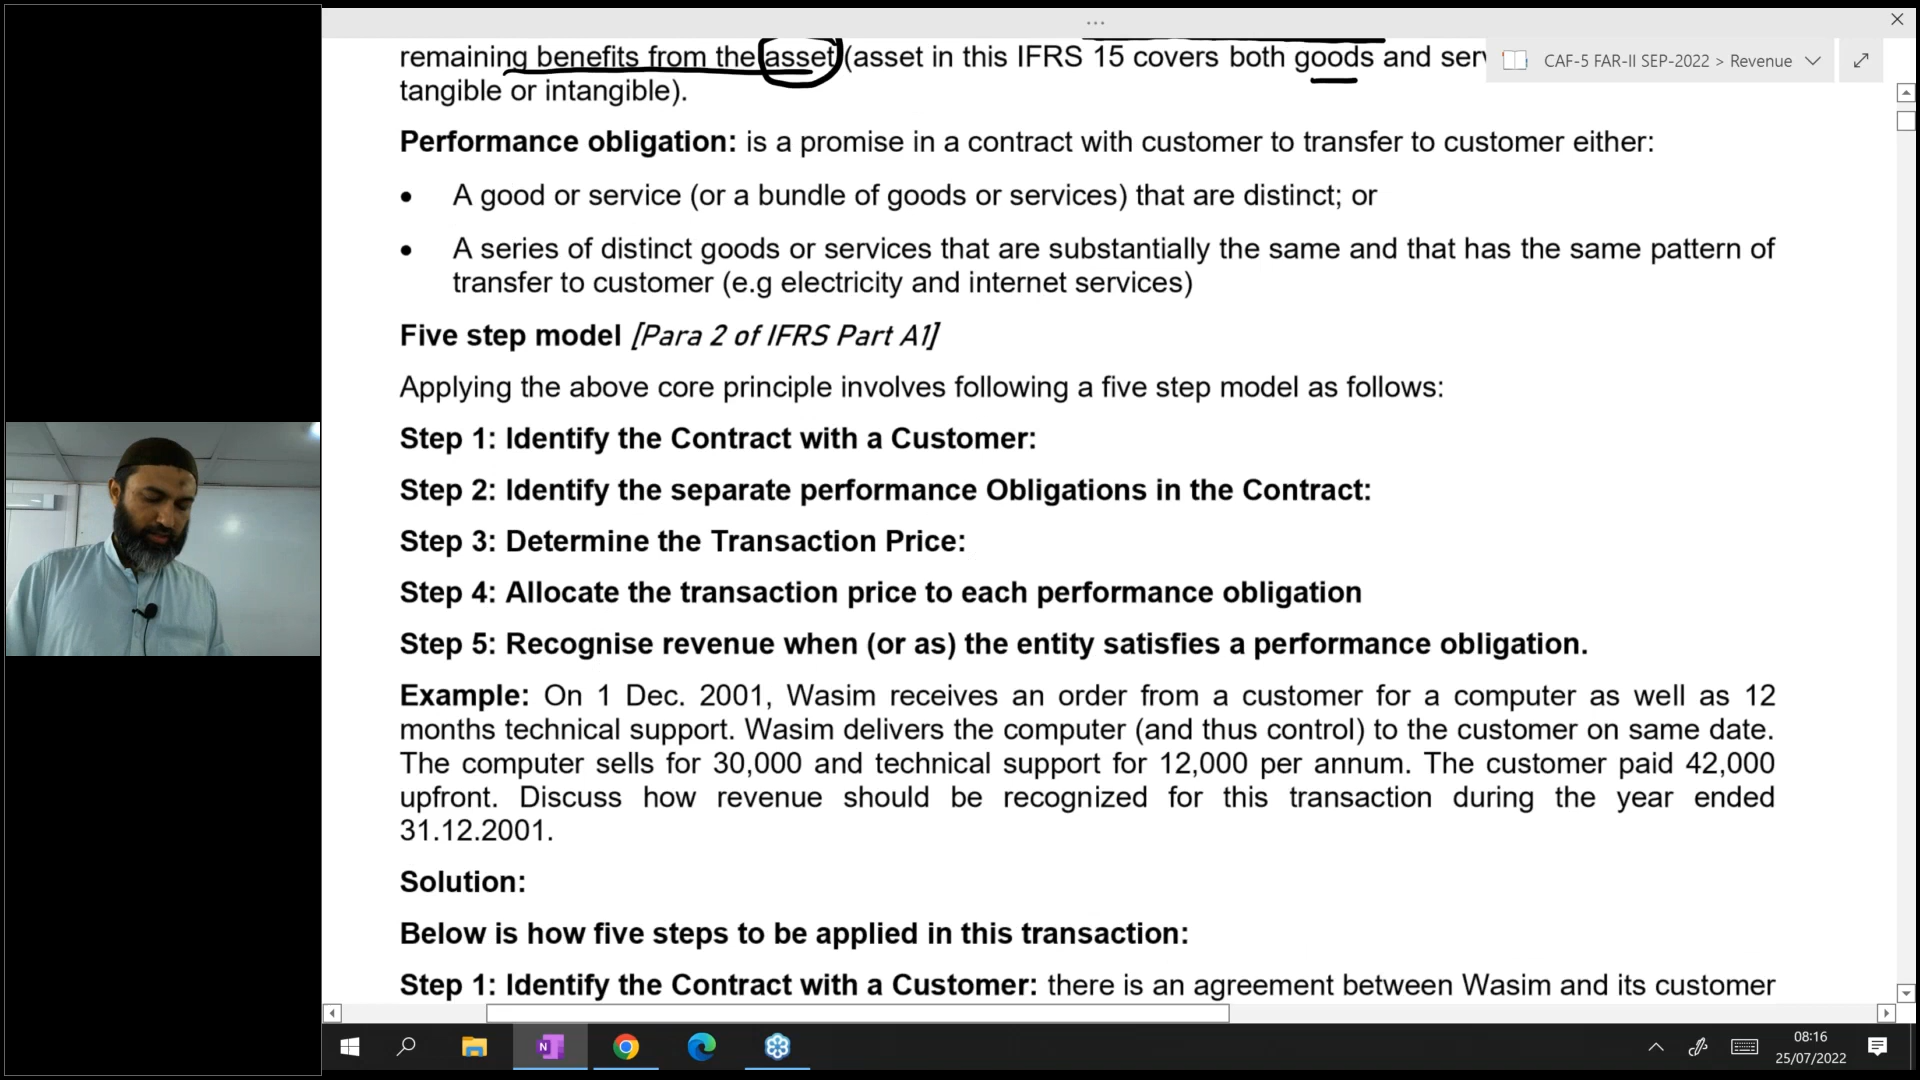 remaining benefits from the asset (asset in this IFRS 15 covers both goods and
tangible or intangible).
CAF-5 FAR-II SEP-2022 > Revenue
Performance obligation: is a promise in a contract with customer to transfer to customer either:
• A good or service (or a bundle of goods or services) that are distinct; or
• A series of distinct goods or services that are substantially the same and that has the same pattern of
transfer to customer (e.g electricity and internet services)
Five step model [Para 2 of IFRS Part A1]
Applying the above core principle involves following a five step model as follows:
Step 1: Identify the Contract with a Customer:
Step 2: Identify the separate performance Obligations in the Contract:
Step 3: Determine the Transaction Price:
Step 4: Allocate the transaction price to each performance obligation
Step 5: Recognise revenue when (or as) the entity satisfies a performance obligation.
Example: On 1 Dec. 2001, Wasim receives an order from a customer for a computer as well as 12
months technical support. Wasim delivers the computer (and thus control) to the customer on same date.
The computer sells for 30,000 and technical support for 12,000 per annum. The customer paid 42,000
upfront. Discuss how revenue should be recognized for this transaction during the year ended
31.12.2001.
Solution:
Below is how five steps to be applied in this transaction:
Step 1: Identify the Contract with a Customer: there is an agreement between Wasim and its customer
08:16
25/07/2022